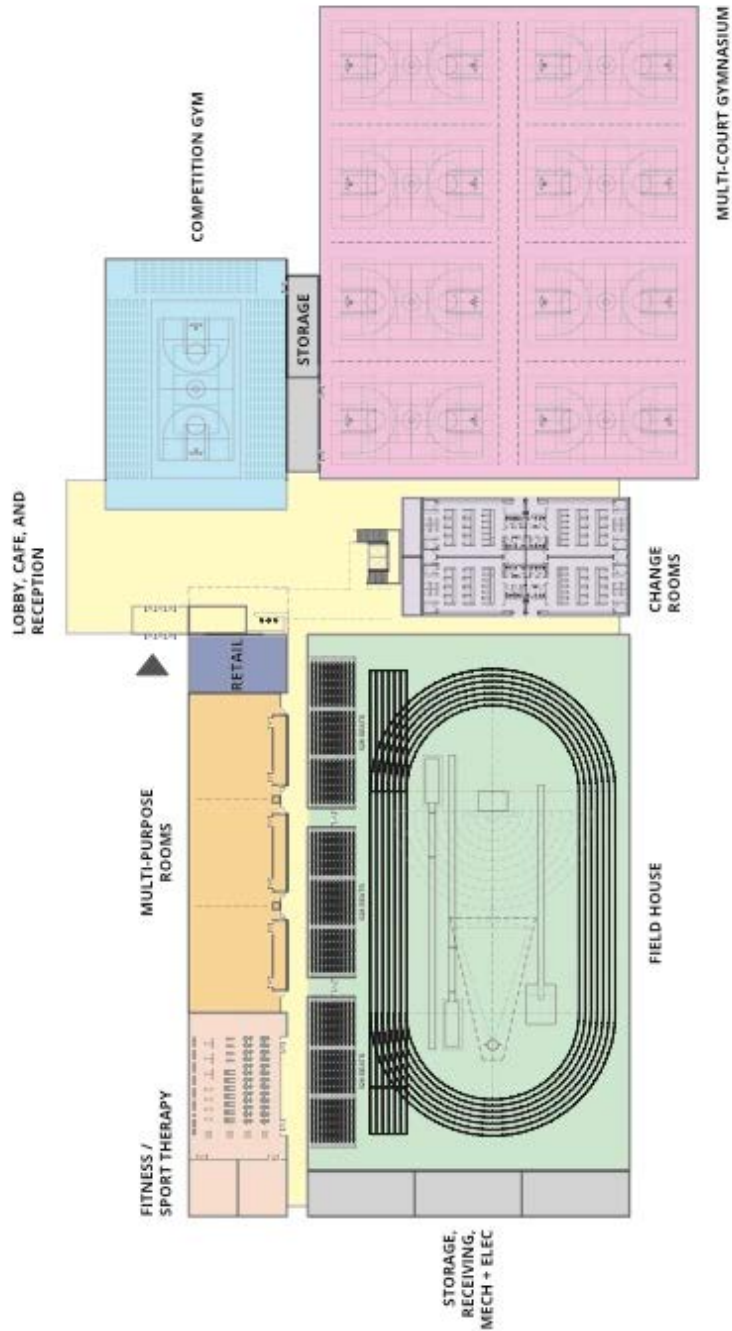 LOBBY, CAFE, AND
RECEPTION
FITNESS /
SPORT THERAPY
MULTI-PURPOSE
ROOMS
COMPETITION GYM
RETAIL
STORAGE
STORAGE,
RECEIVING,
MECH + ELEC
FIELD HOUSE
CHANGE
ROOMS
MULTI-COURT GYMNASIUM